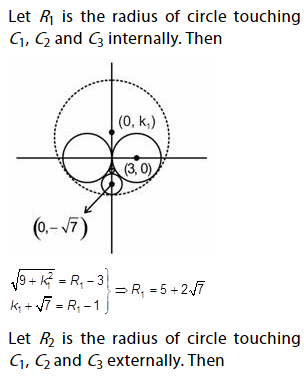 Let R₁ is the radius of circle touching
C₁, C₂ and C₃ internally. Then
(0, k₁)
(3, 0)
(0, −√7)
√(9 + k₁²) = R₁ − 3
k₁ + √7 = R₁ − 1 } ⇒ R₁ = 5 + 2√7
Let R₂ is the radius of circle touching
C₁, C₂ and C₃ externally. Then